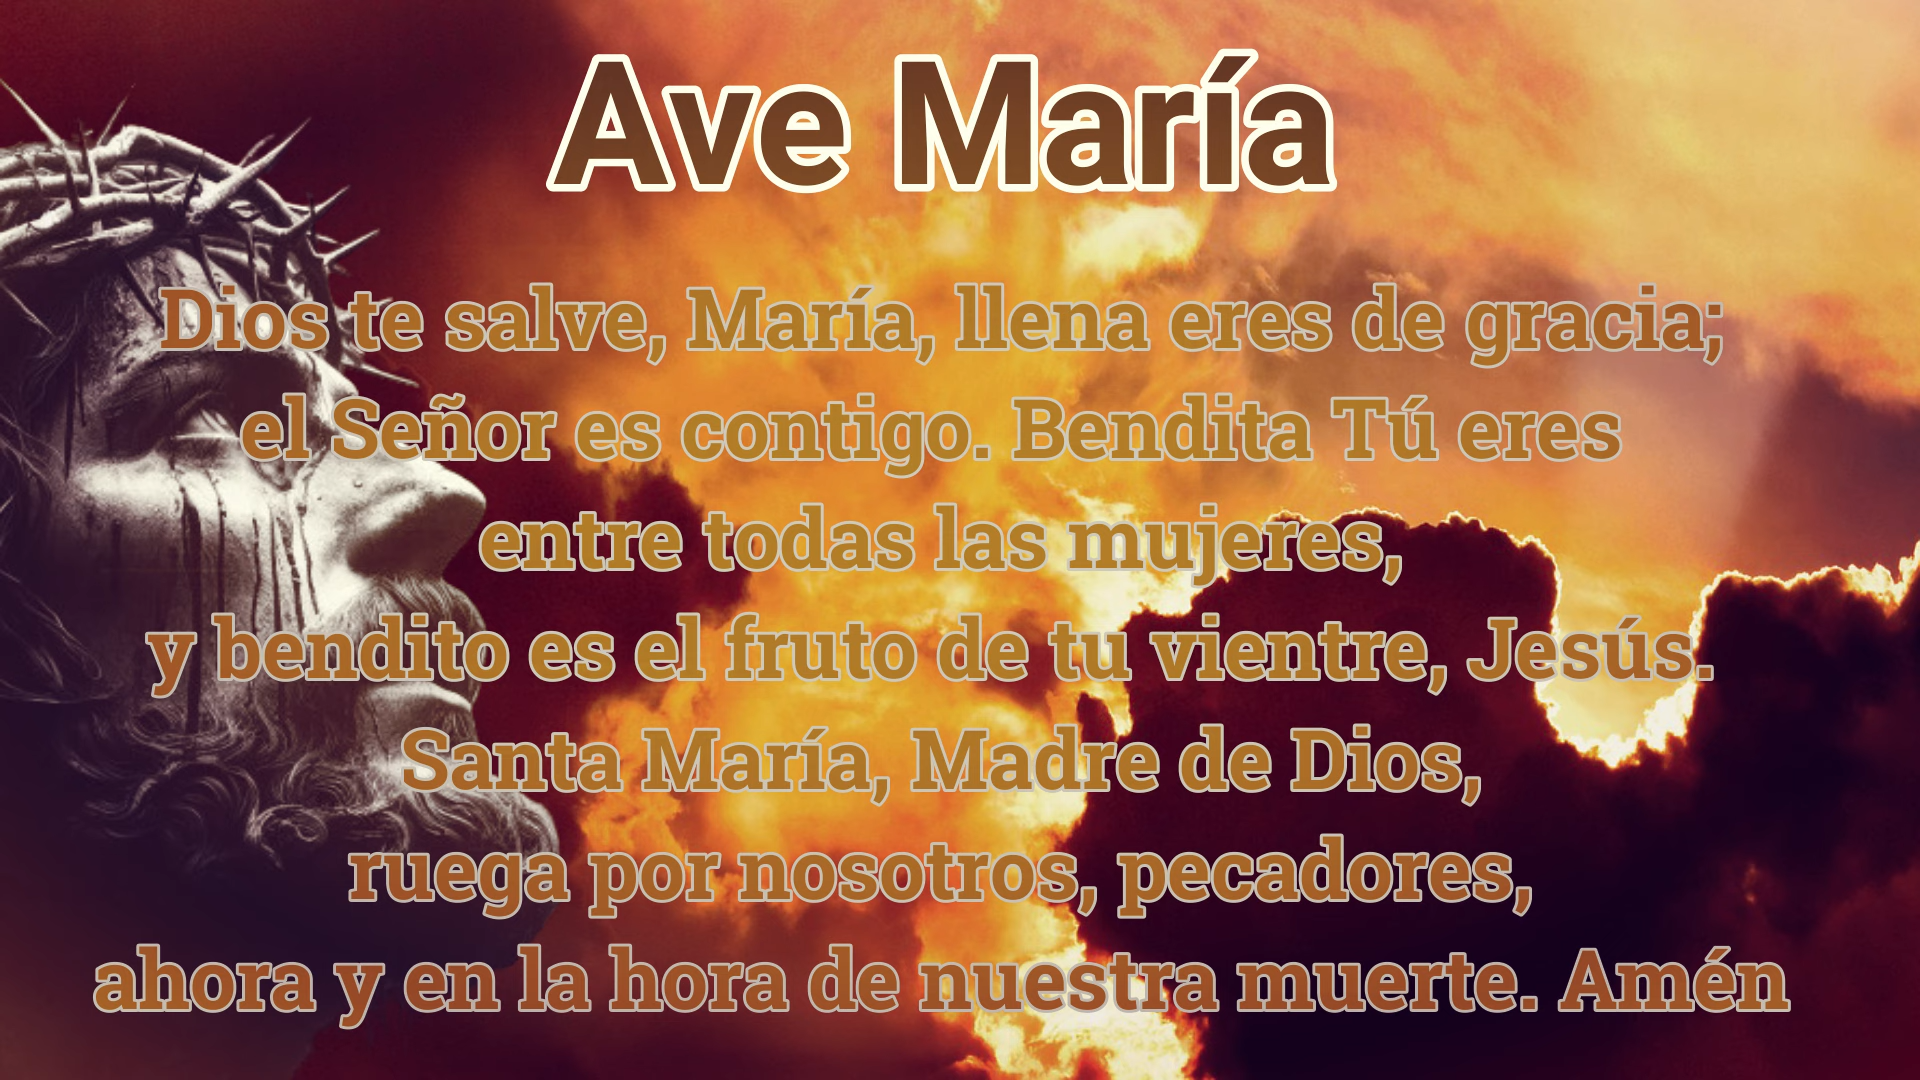 Ave María
Dios te salve, María, llena eres de gracia;
el Señor es contigo. Bendita Tú eres
entre todas las mujeres,
y bendito es el fruto de tu vientre, Jesús.
Santa María, Madre de Dios,
ruega por nosotros, pecadores,
ahora y en la hora de nuestra muerte. Amén